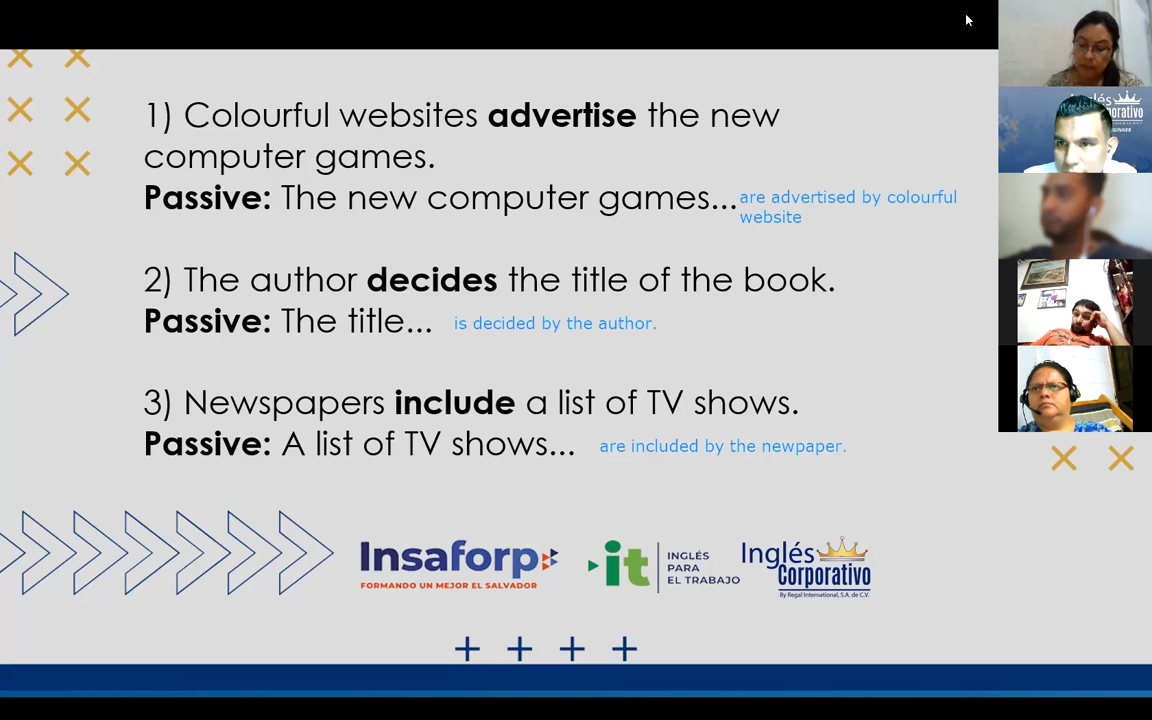 1) Colourful websites advertise the new
computer games.
Passive: The new computer games... are advertised by colourful
website
2) The author decides the title of the book.
Passive: The title... is decided by the author.
3) Newspapers include a list of TV shows.
Passive: A list of TV shows... are included by the newpaper.
Insaforp
FORMANDO UN MEJOR EL SALVADOR
it
INGLÉS
PARA
EL TRABAJO
Inglés
Corporativo
By Regal International, S.A. de C.V.